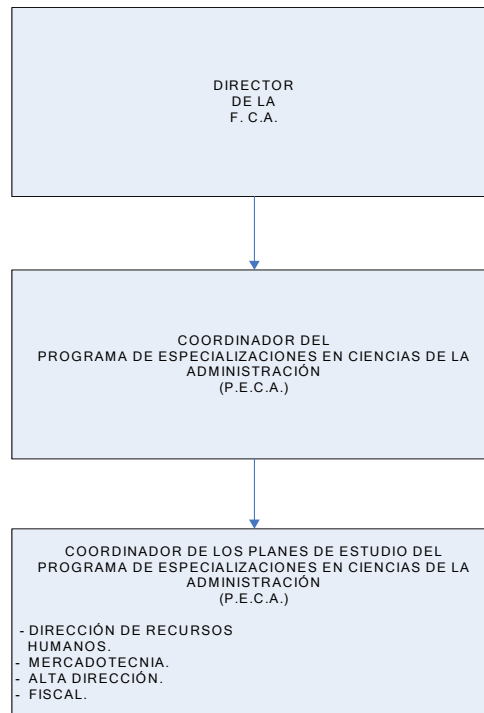 DIRECTOR
DE LA
F. C.A.
COORDINADOR DEL
PROGRAMA DE ESPECIALIZACIONES EN CIENCIAS DE LA
ADMINISTRACIÓN
(P.E.C.A.)
COORDINADOR DE LOS PLANES DE ESTUDIO DEL
PROGRAMA DE ESPECIALIZACIONES EN CIENCIAS DE LA
ADMINISTRACIÓN
(P.E.C.A.)
- DIRECCIÓN DE RECURSOS
HUMANOS.
- MERCADOTECNIA.
- ALTA DIRECCIÓN.
- FISCAL.